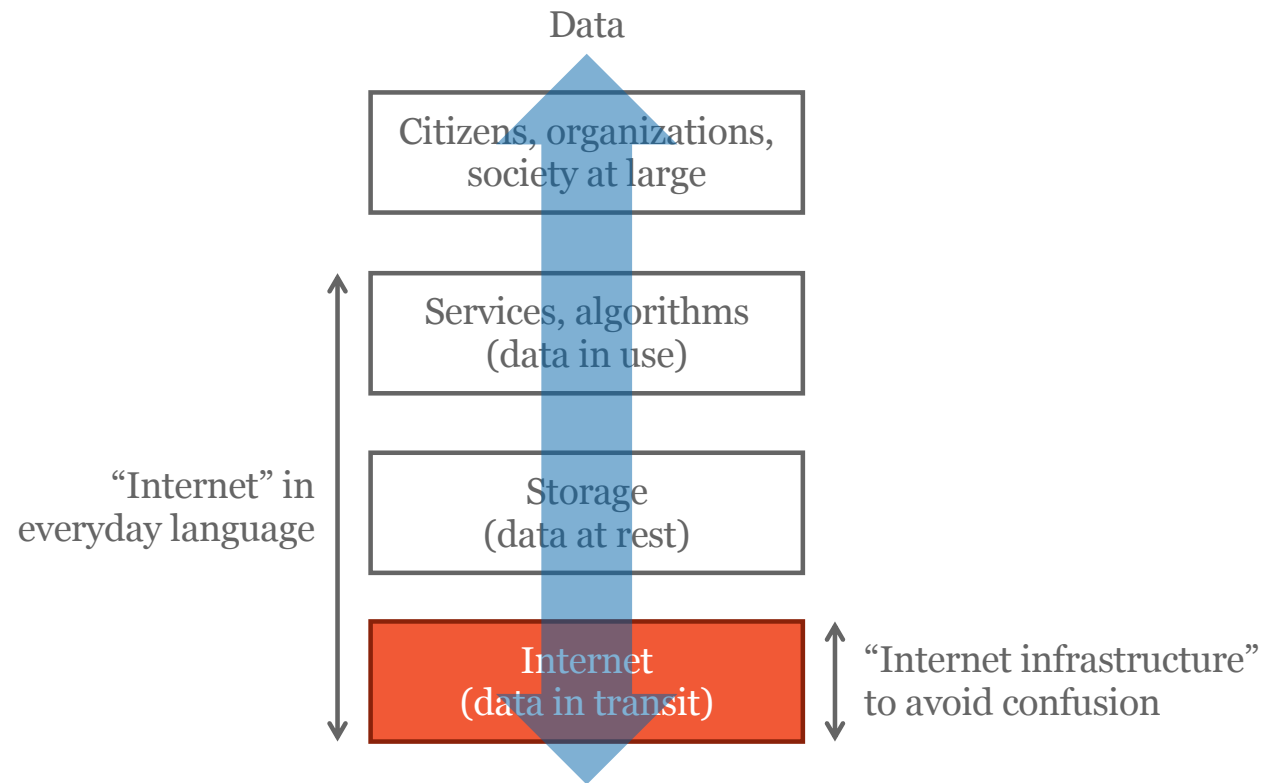 Data
Citizens, organizations,
society at large
Services, algorithms
(data in use)
“Internet” in
everyday language
Storage
(data at rest)
Internet
(data in transit)
“Internet infrastructure”
to avoid confusion